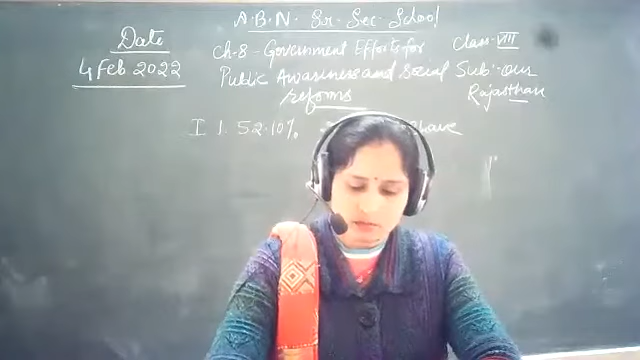 A.B.N. Sr. Sec. School
Date
4 Feb 2022
Ch-8 - Government Efforts for
Public Awareness and Social
reforms
Class-VIII
Sub:- our
Rajasthan
I 1. 52.10%